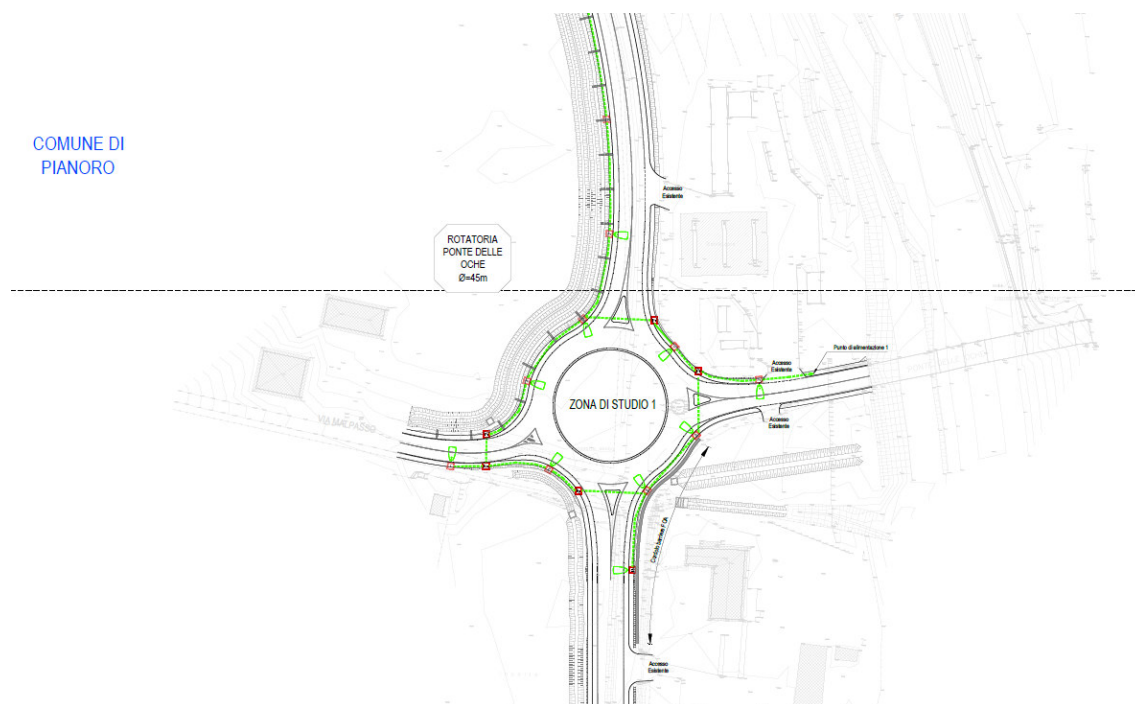 COMUNE DI
PIANORO
Accesso
Esistente
ROTATORIA
PONTE DELLE
OCHE
Ø=45m
Punto di alimentazione 1
Accesso
Esistente
ZONA DI STUDIO 1
VIA MALPASSO
Accesso
Esistente
Accesso
Esistente